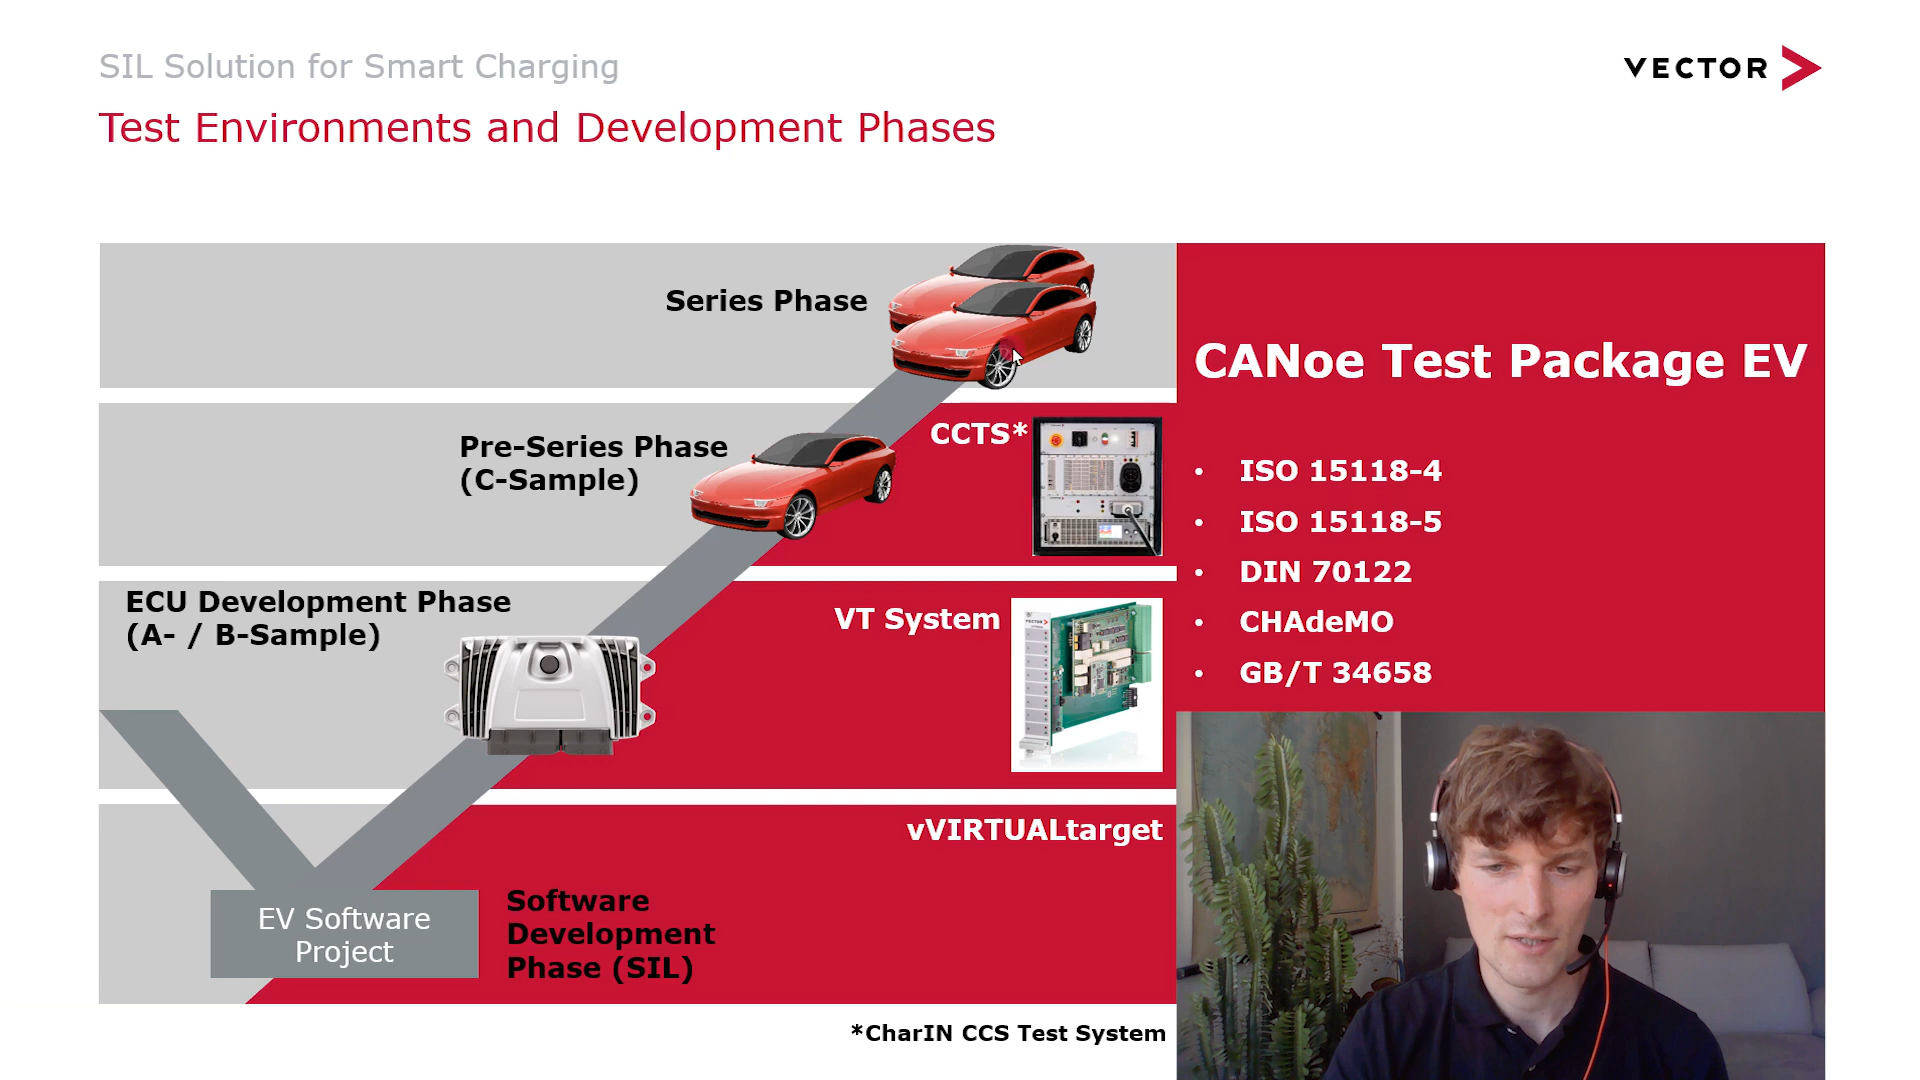 SIL Solution for Smart Charging
VECTOR
Test Environments and Development Phases
Series Phase
CANoe Test Package EV
Pre-Series Phase
(C-Sample)
CCTS*
• ISO 15118-4
• ISO 15118-5
• DIN 70122
• CHAdeMO
• GB/T 34658
ECU Development Phase
(A- / B-Sample)
VT System
VECTOR
vVIRTUALtarget
EV Software
Project
Software
Development
Phase (SIL)
*CharIN CCS Test System